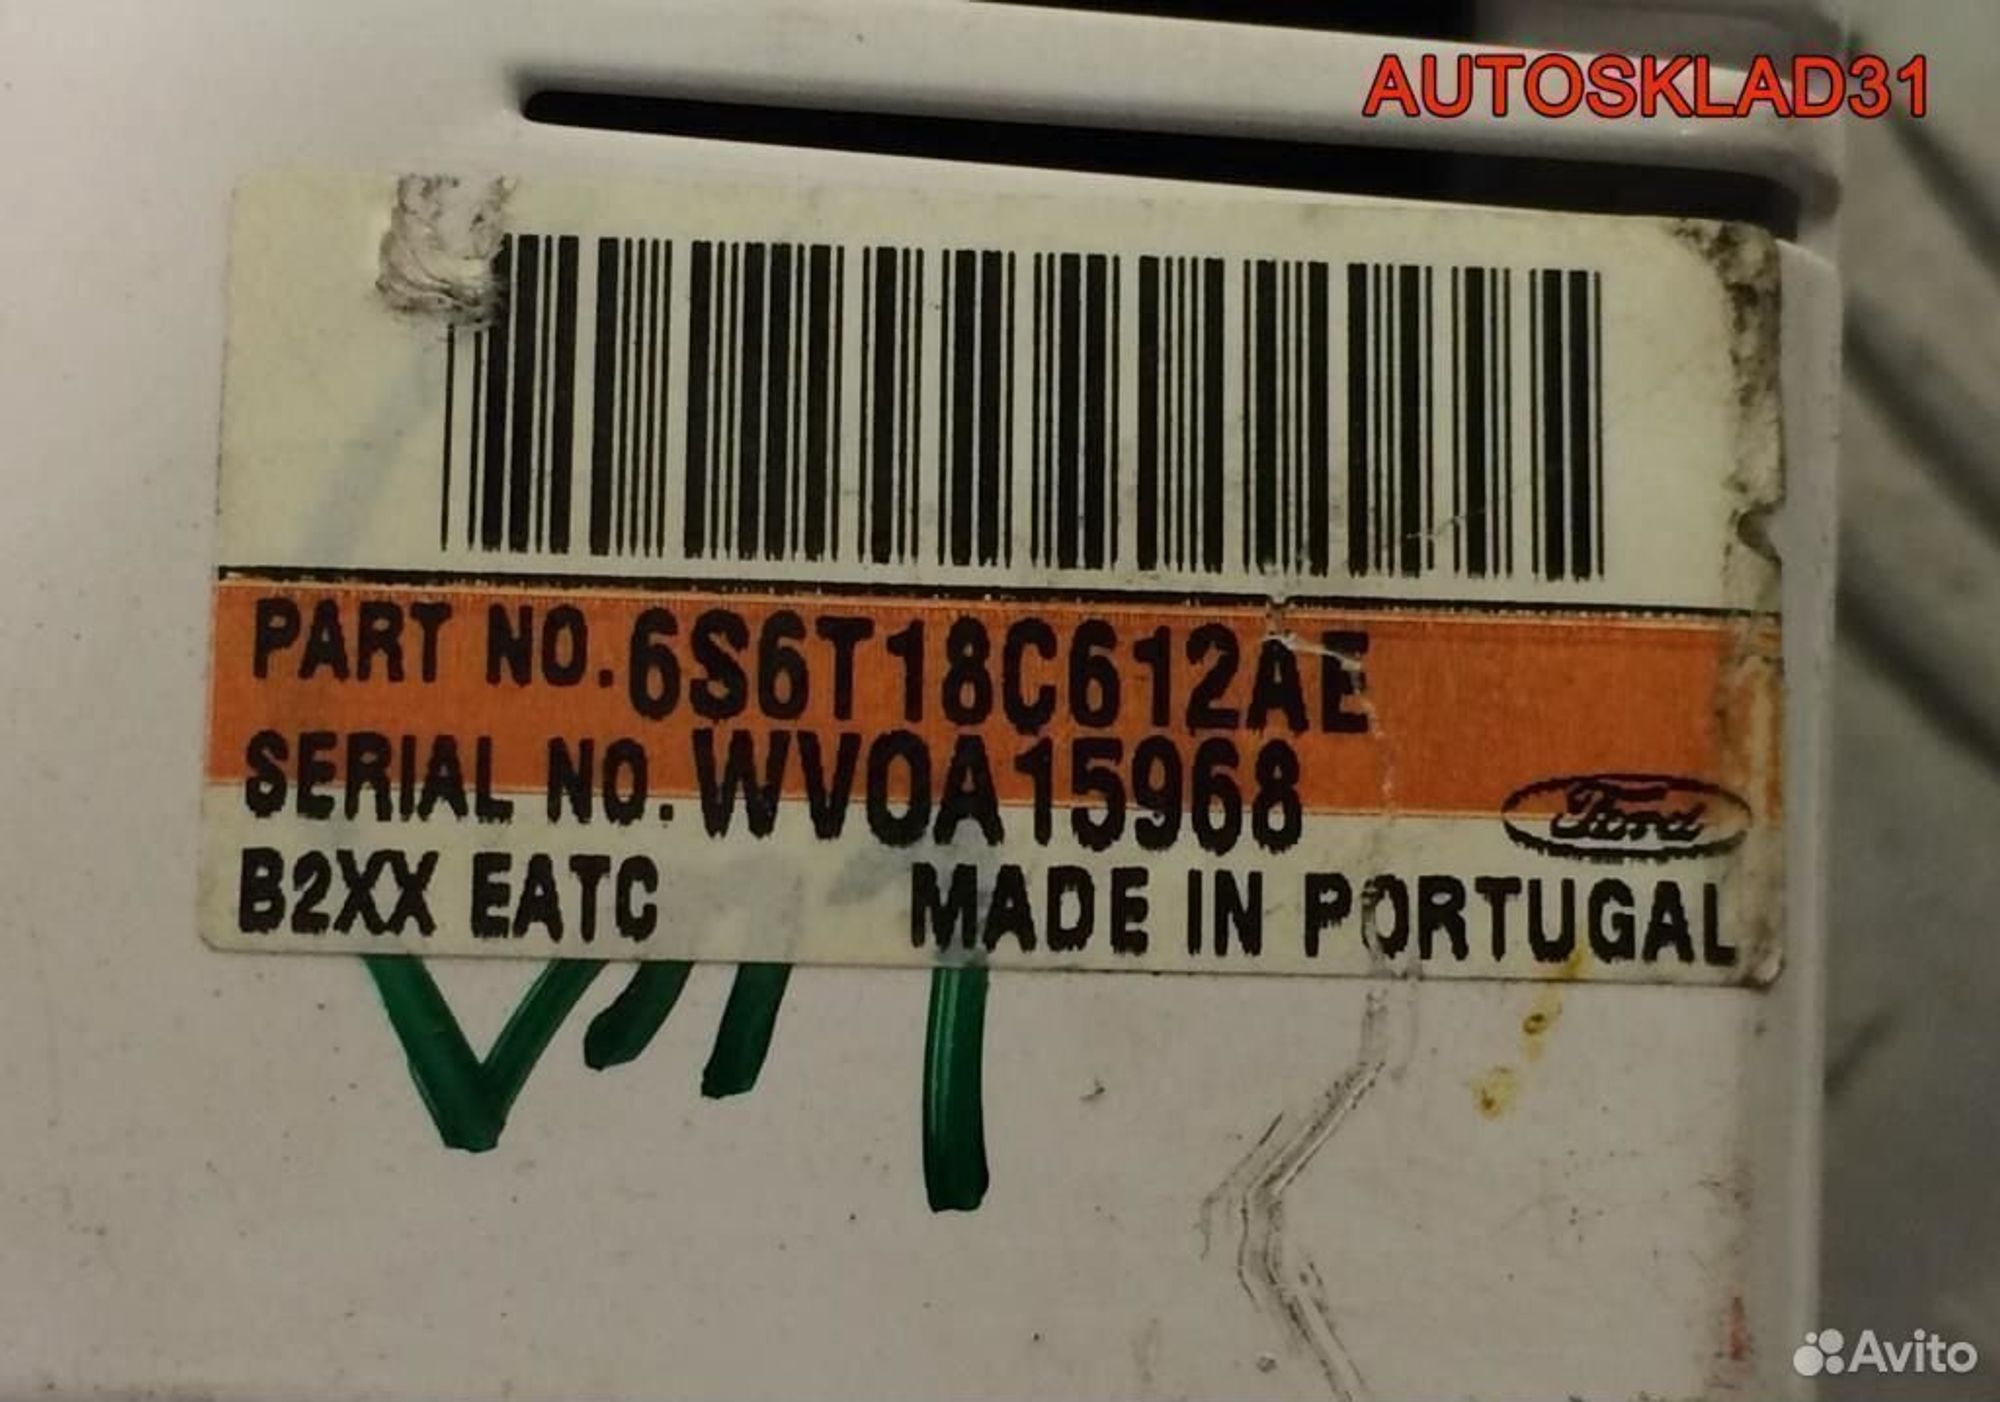 AUTOSKLAD31
PART NO. 6S6T18C612AE
SERIAL NO. WV0A15968
Ford
B2XX EATC MADE IN PORTUGAL
Avito